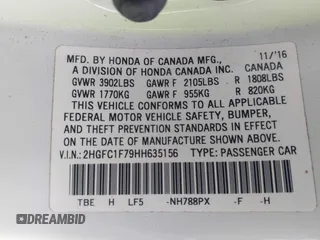 MFD. BY HONDA OF CANADA MFG., 11/'16
A DIVISION OF HONDA CANADA INC. CANADA
GVWR 3902LBS GAWR F 2105LBS GAWR R 1808LBS
GVWR 1770KG GAWR F 955KG R 820KG
THIS VEHICLE CONFORMS TO ALL APPLICABLE
FEDERAL MOTOR VEHICLE SAFETY, BUMPER,
AND THEFT PREVENTION STANDARDS IN EFFECT
ON THE DATE OF MANUFACTURE SHOWN ABOVE.
V.I.N: 2HGFC1F79HH635156 TYPE: PASSENGER CAR
TBE H LF5 -NH788PX -F -H
DREAMBID